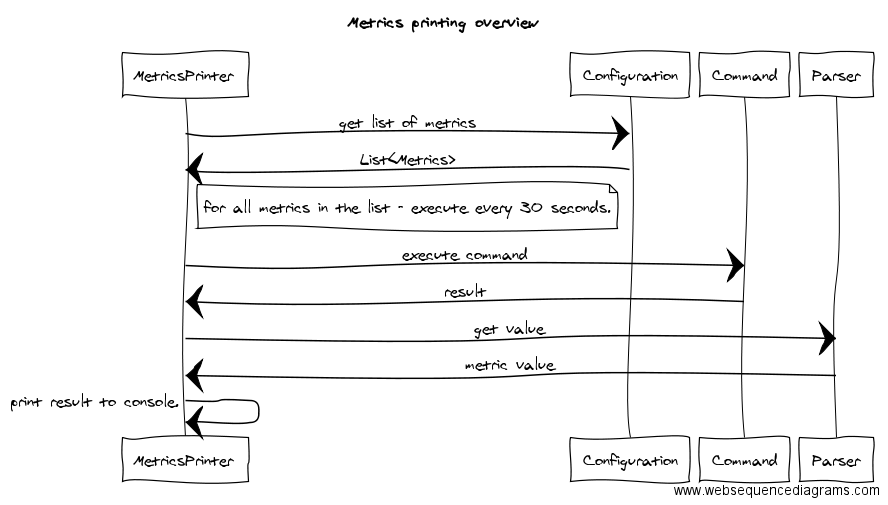 Metrics printing overview
MetricsPrinter
Configuration
Command
Parser
get list of metrics
List<Metrics>
for all metrics in the list - execute every 30 seconds.
execute command
result
get value
metric value
print result to console.
MetricsPrinter
Configuration
Command
Parser
www.websequencediagrams.com